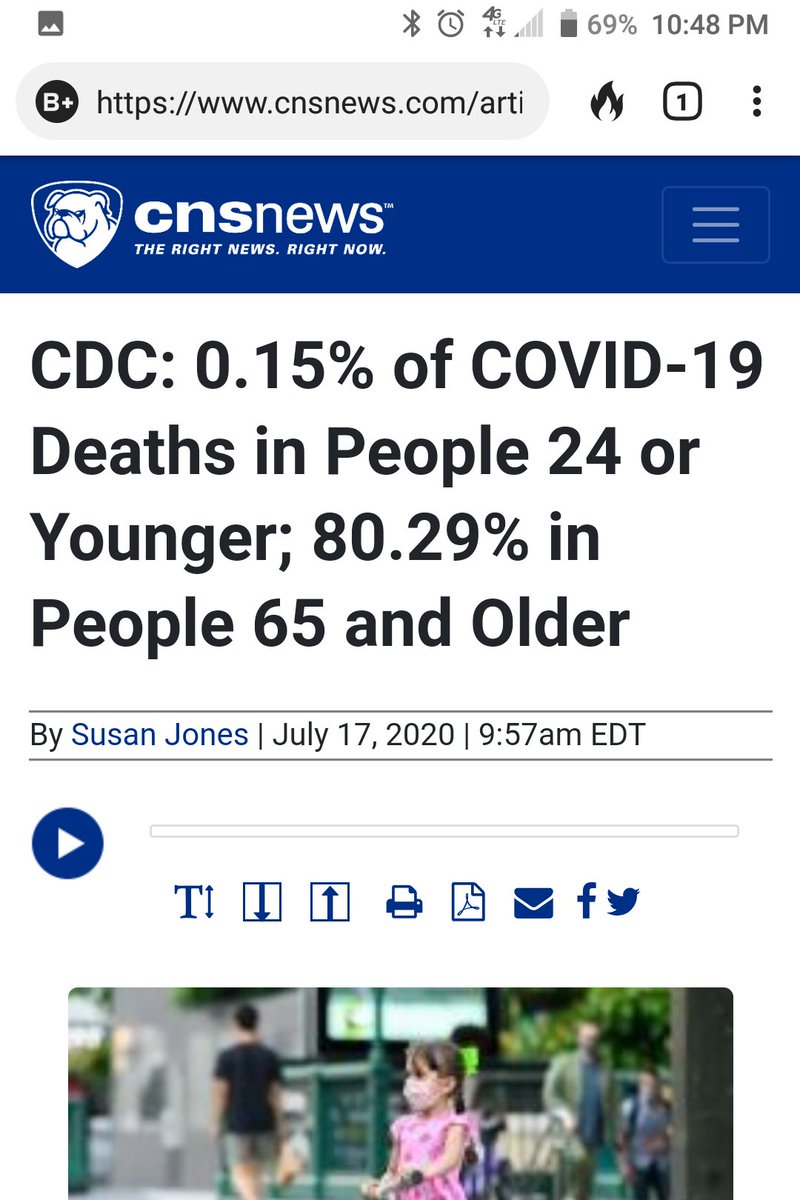 4G LTE 69% 10:48 PM
B+ https://www.cnsnews.com/arti 1
cnsnews™
THE RIGHT NEWS. RIGHT NOW.
CDC: 0.15% of COVID-19
Deaths in People 24 or
Younger; 80.29% in
People 65 and Older
By Susan Jones | July 17, 2020 | 9:57am EDT